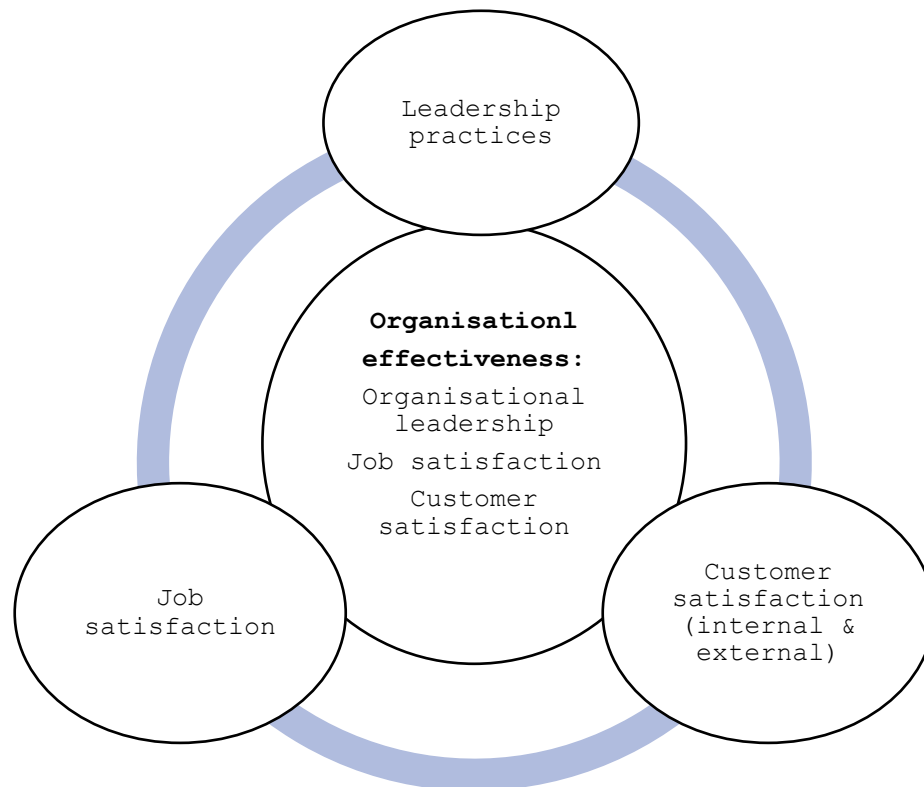 Leadership
practices
Organisationl
effectiveness:
Organisational
leadership
Job satisfaction
Customer
satisfaction
Job
satisfaction
Customer
satisfaction
(internal &
external)